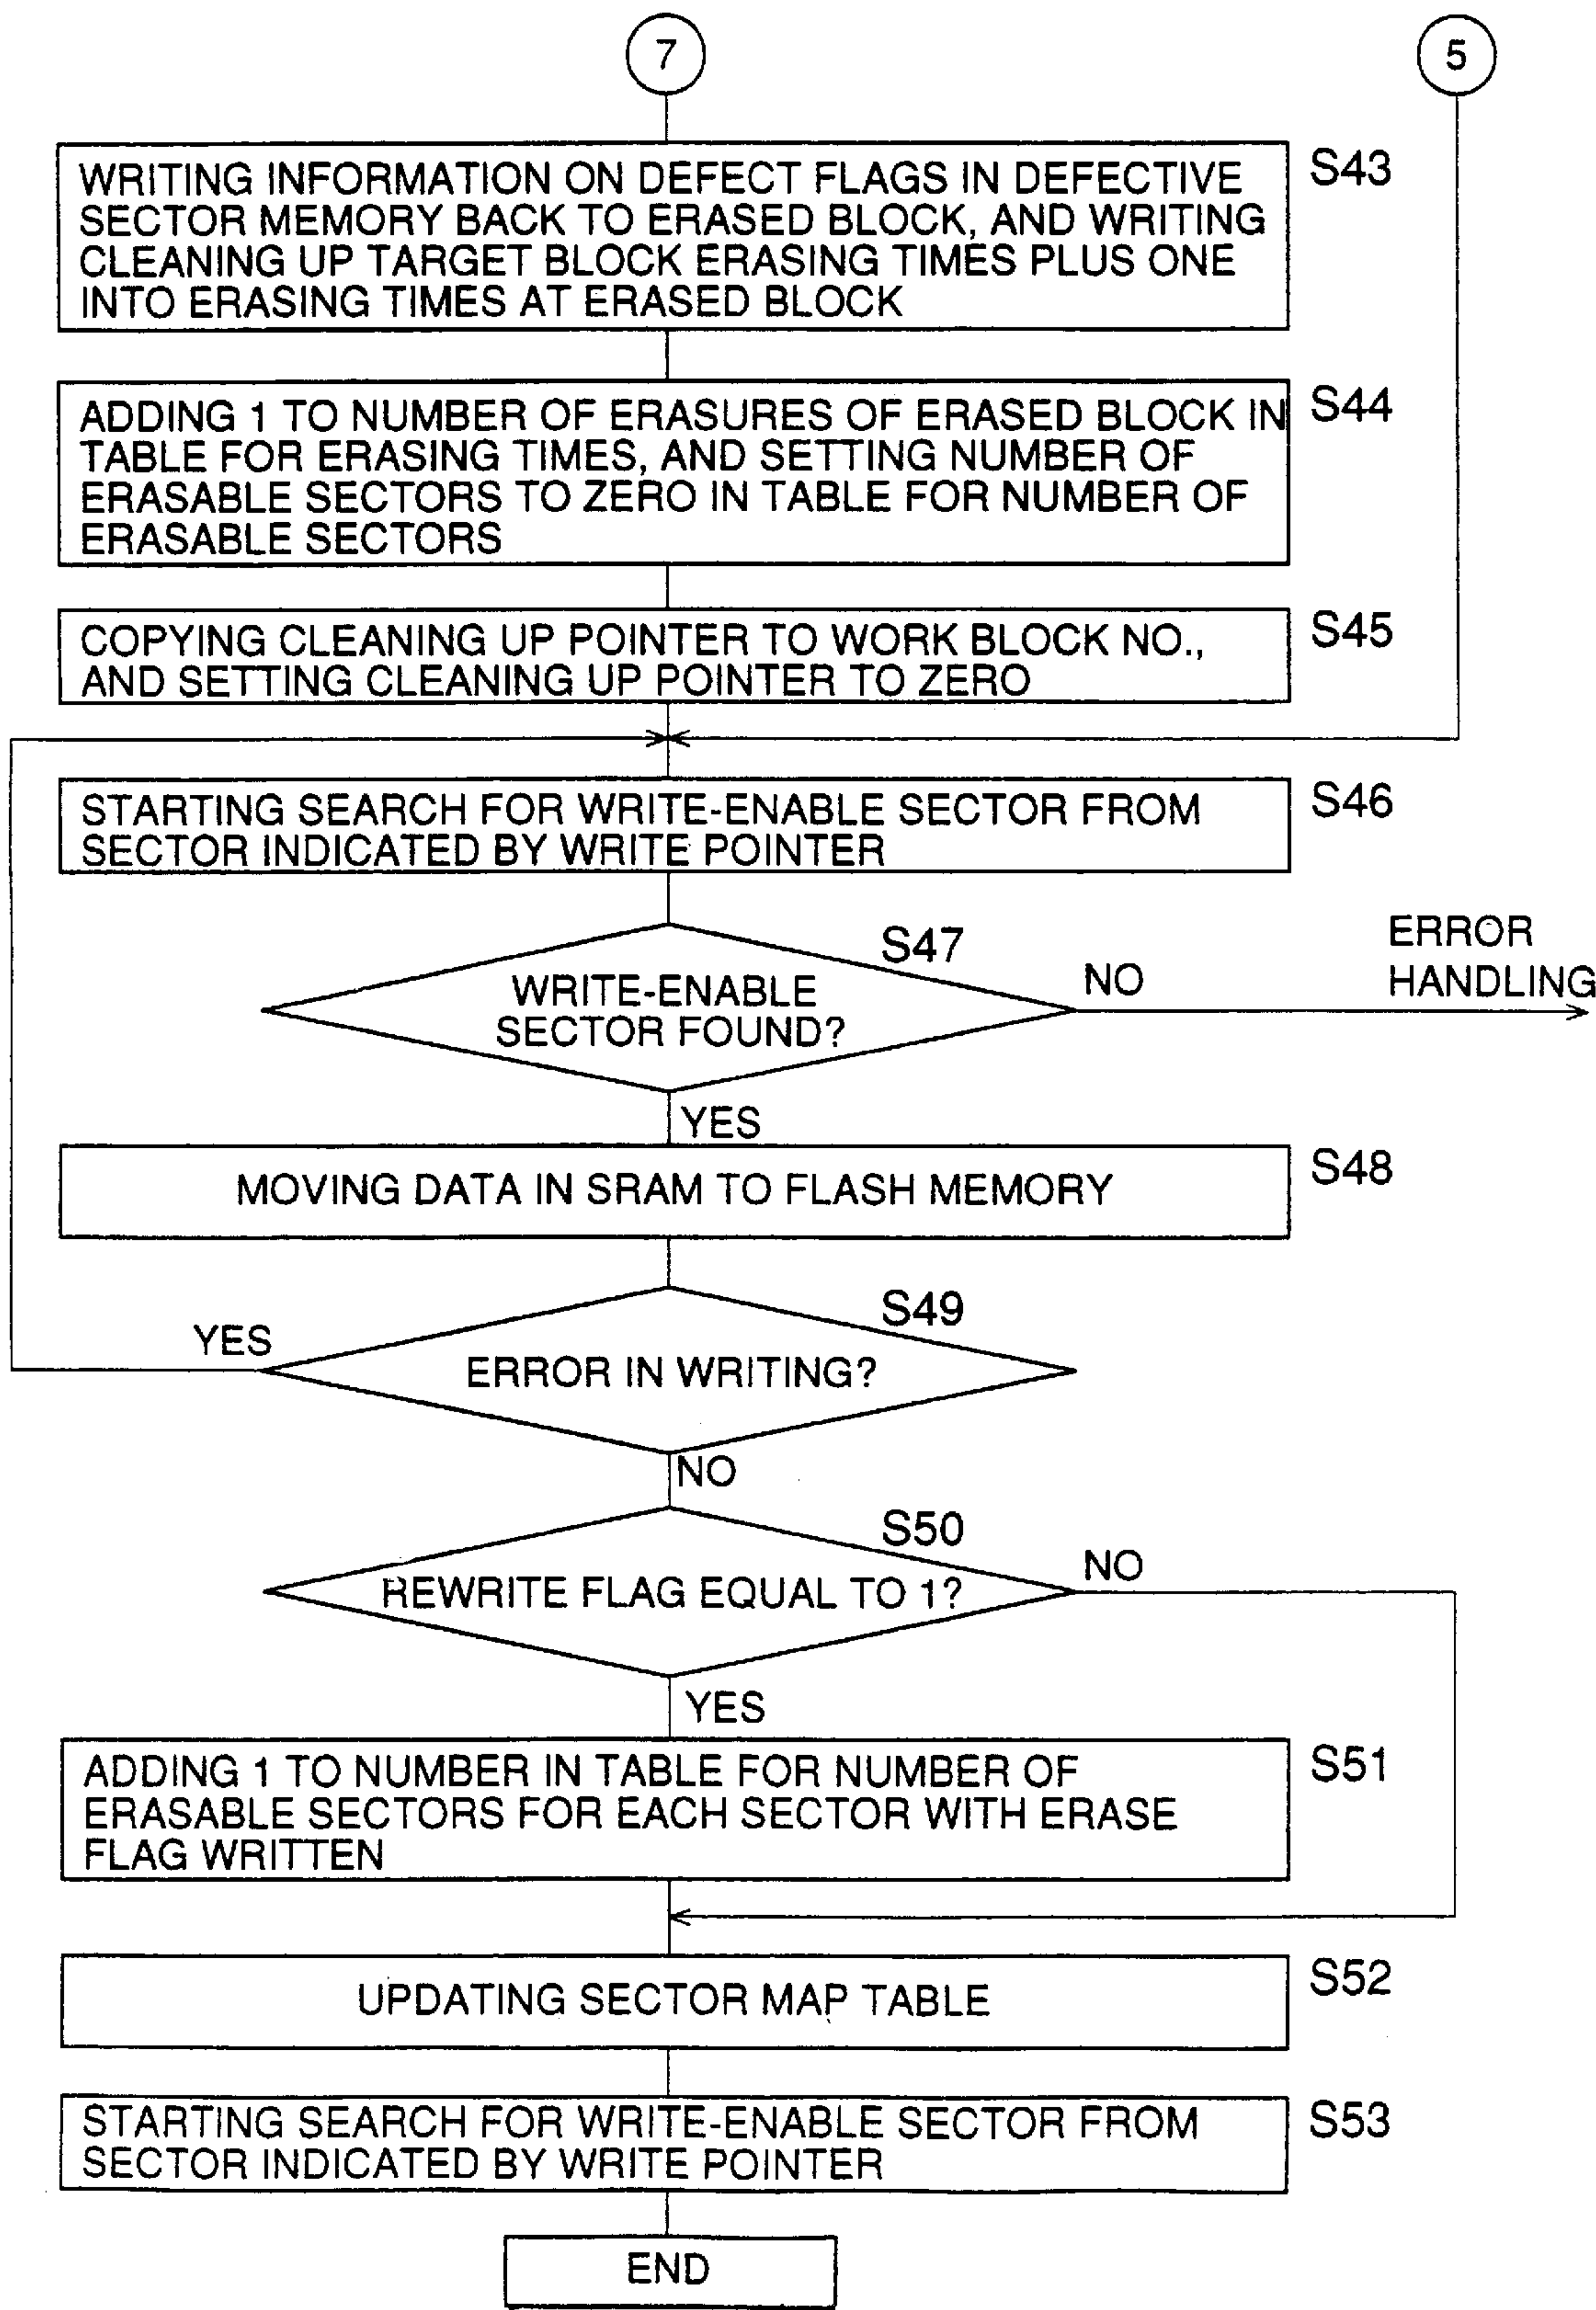 7
5
WRITING INFORMATION ON DEFECT FLAGS IN DEFECTIVE
SECTOR MEMORY BACK TO ERASED BLOCK, AND WRITING
CLEANING UP TARGET BLOCK ERASING TIMES PLUS ONE
INTO ERASING TIMES AT ERASED BLOCK
S43
ADDING 1 TO NUMBER OF ERASURES OF ERASED BLOCK IN
TABLE FOR ERASING TIMES, AND SETTING NUMBER OF
ERASABLE SECTORS TO ZERO IN TABLE FOR NUMBER OF
ERASABLE SECTORS
S44
COPYING CLEANING UP POINTER TO WORK BLOCK NO.,
AND SETTING CLEANING UP POINTER TO ZERO
S45
STARTING SEARCH FOR WRITE-ENABLE SECTOR FROM
SECTOR INDICATED BY WRITE POINTER
S46
S47
WRITE-ENABLE
SECTOR FOUND?
NO
ERROR
HANDLING
YES
MOVING DATA IN SRAM TO FLASH MEMORY
S48
S49
ERROR IN WRITING?
YES
NO
S50
REWRITE FLAG EQUAL TO 1?
NO
YES
ADDING 1 TO NUMBER IN TABLE FOR NUMBER OF
ERASABLE SECTORS FOR EACH SECTOR WITH ERASE
FLAG WRITTEN
S51
UPDATING SECTOR MAP TABLE
S52
STARTING SEARCH FOR WRITE-ENABLE SECTOR FROM
SECTOR INDICATED BY WRITE POINTER
S53
END